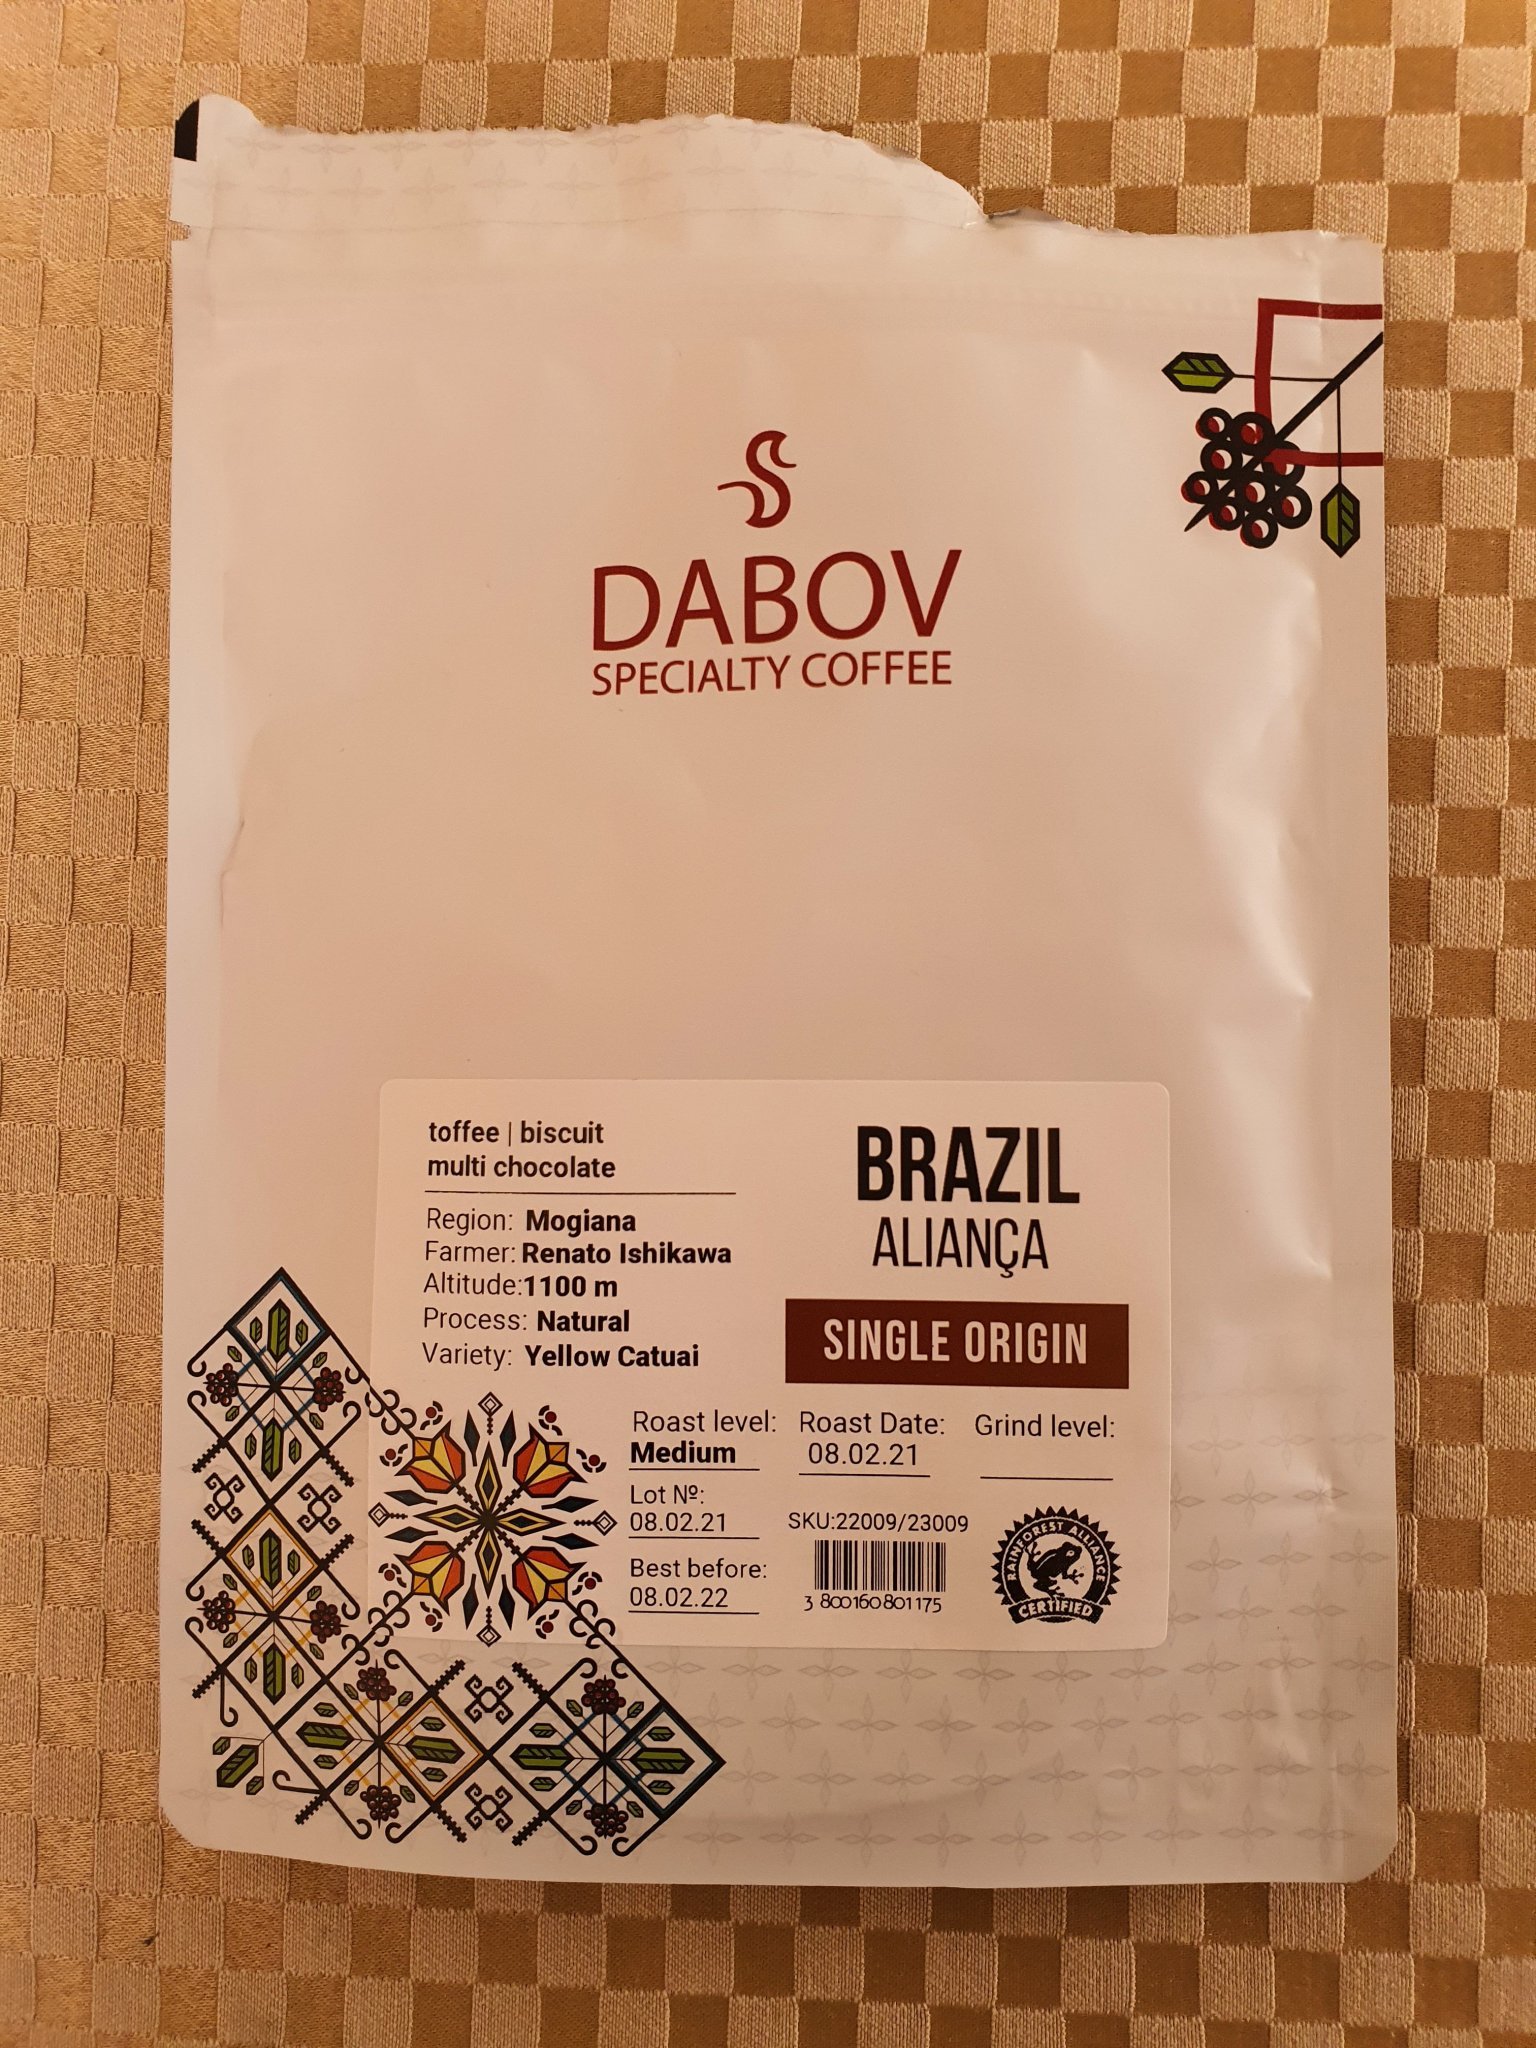 DABOV
SPECIALTY COFFEE
toffee | biscuit
multi chocolate
Region: Mogiana
Farmer: Renato Ishikawa
Altitude:1100 m
Process: Natural
Variety: Yellow Catuai
BRAZIL
ALIANÇA
SINGLE ORIGIN
Roast level:
Medium
Roast Date:
08.02.21
Grind level:
Lot Nº:
08.02.21
Best before:
08.02.22
SKU:22009/23009
3 800160 801175
RAINFOREST ALLIANCE
CERTIFIED